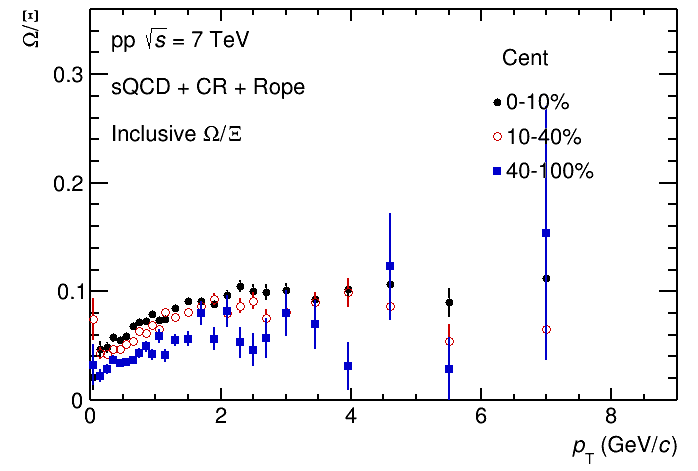 Ω/Ξ
pp √s = 7 TeV
sQCD + CR + Rope
Inclusive Ω/Ξ
Cent
0-10%
10-40%
40-100%
0.3
0.2
0.1
0
0 2 4 6 8
p_T (GeV/c)